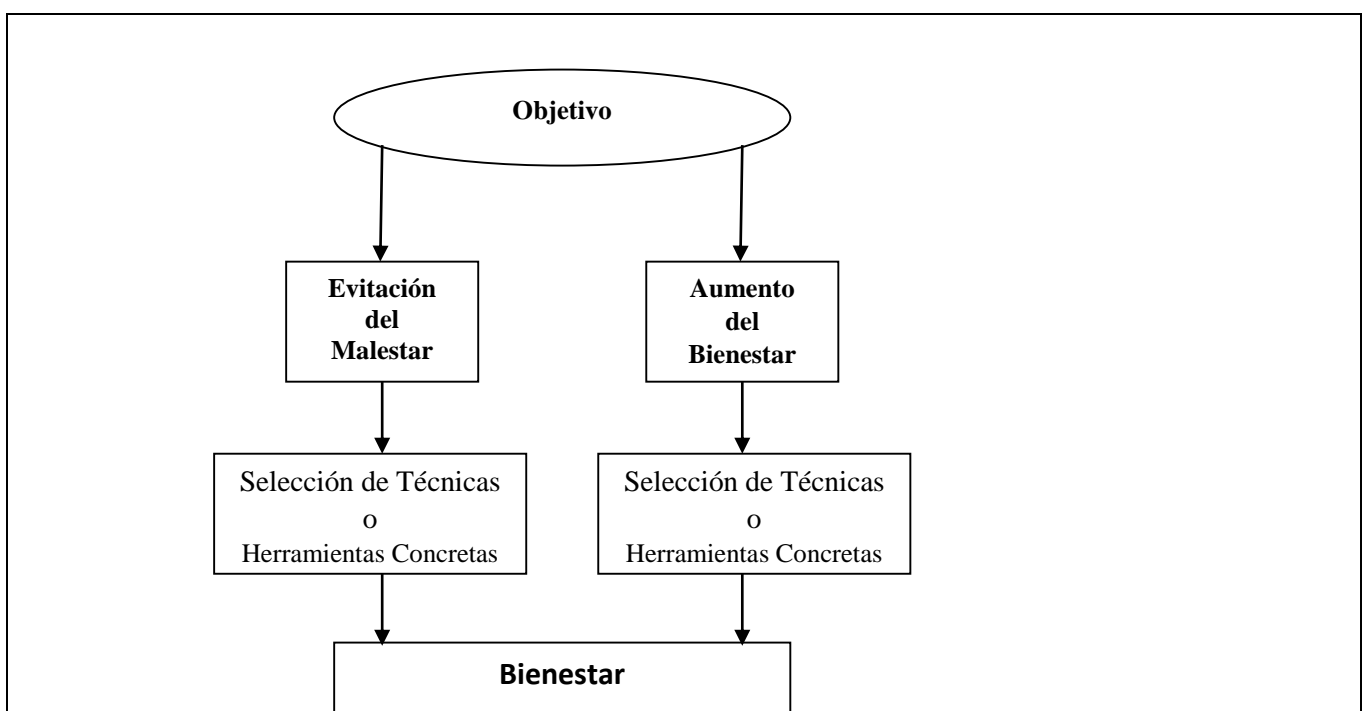 Objetivo
Evitación
del
Malestar
Aumento
del
Bienestar
Selección de Técnicas
o
Herramientas Concretas
Selección de Técnicas
o
Herramientas Concretas
Bienestar